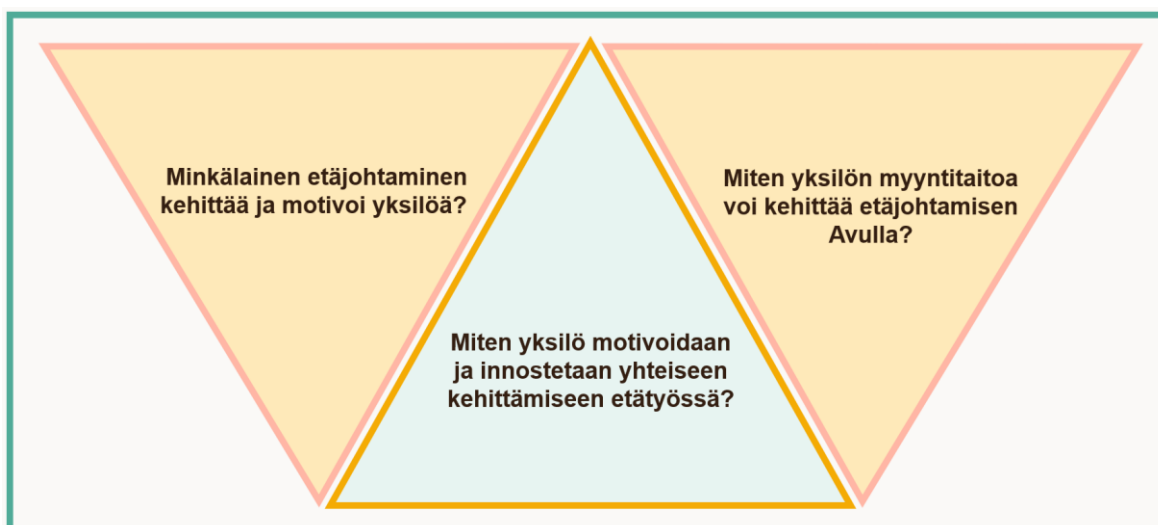 Minkälainen etäjohtaminen
kehittää ja motivoi yksilöä?
Miten yksilö motivoidaan
ja innostetaan yhteiseen
kehittämiseen etätyössä?
Miten yksilön myyntitaitoa
voi kehittää etäjohtamisen
Avulla?